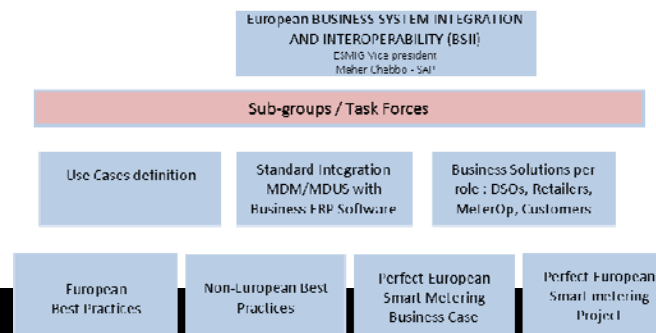 European BUSINESS SYSTEM INTEGRATION
AND INTEROPERABILITY (BSII)
ESMIG Vice president
Maher Chebbo - SAP
Sub-groups / Task Forces
Use Cases definition
Standard Integration
MDM/MDUS with
Business ERP Software
Business Solutions per
role : DSOs, Retailers,
MeterOp, Customers
European
Best Practices
Non-European Best
Practices
Perfect European
Smart Metering
Business Case
Perfect European
Smart metering
Project